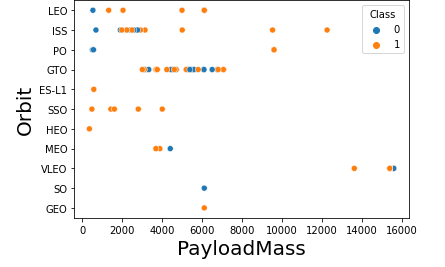 LEO
ISS
PO
GTO
ES-L1
SSO
HEO
MEO
VLEO
SO
GEO
Orbit
Class
0
1
0 2000 4000 6000 8000 10000 12000 14000 16000
PayloadMass